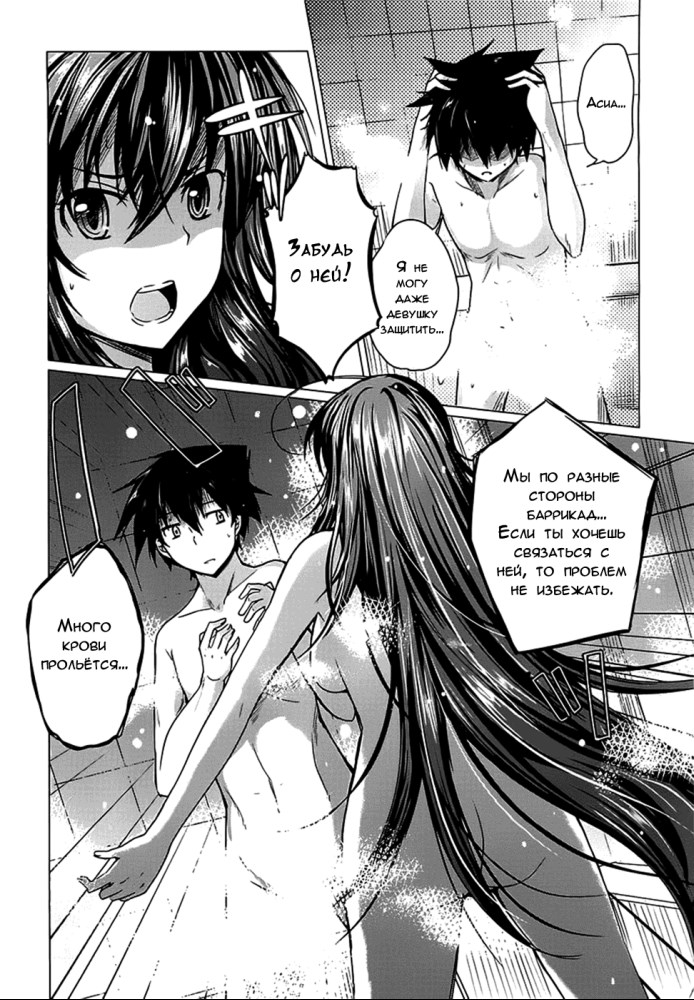 Асиа...
Я не
могу
даже
девушку
защитить...
Забудь
о ней!
Мы по разные
стороны
баррикад...
Если ты хочешь
связаться с
ней, то проблем
не избежать.
Много
крови
прольётся...